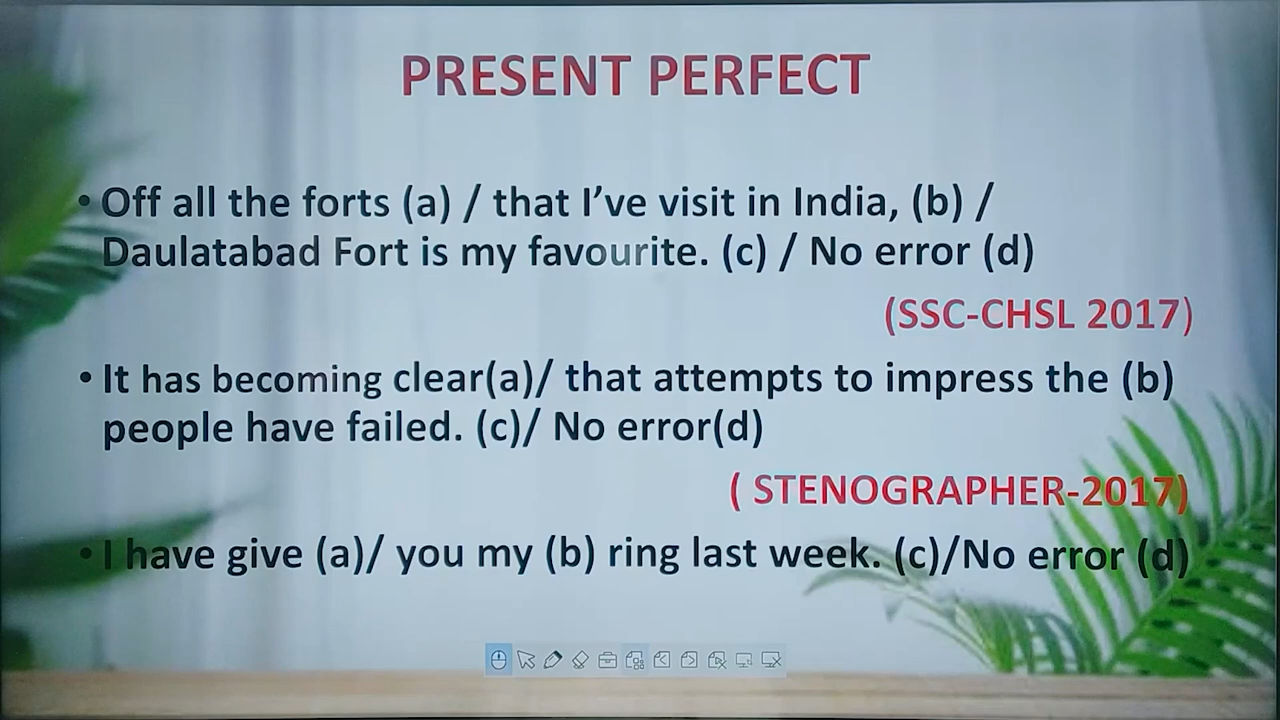 PRESENT PERFECT
• Off all the forts (a) / that I’ve visit in India, (b) /
Daulatabad Fort is my favourite. (c) / No error (d)
(SSC-CHSL 2017)
• It has becoming clear(a)/ that attempts to impress the (b)
people have failed. (c)/ No error(d)
( STENOGRAPHER-2017)
• I have give (a)/ you my (b) ring last week. (c)/No error (d)